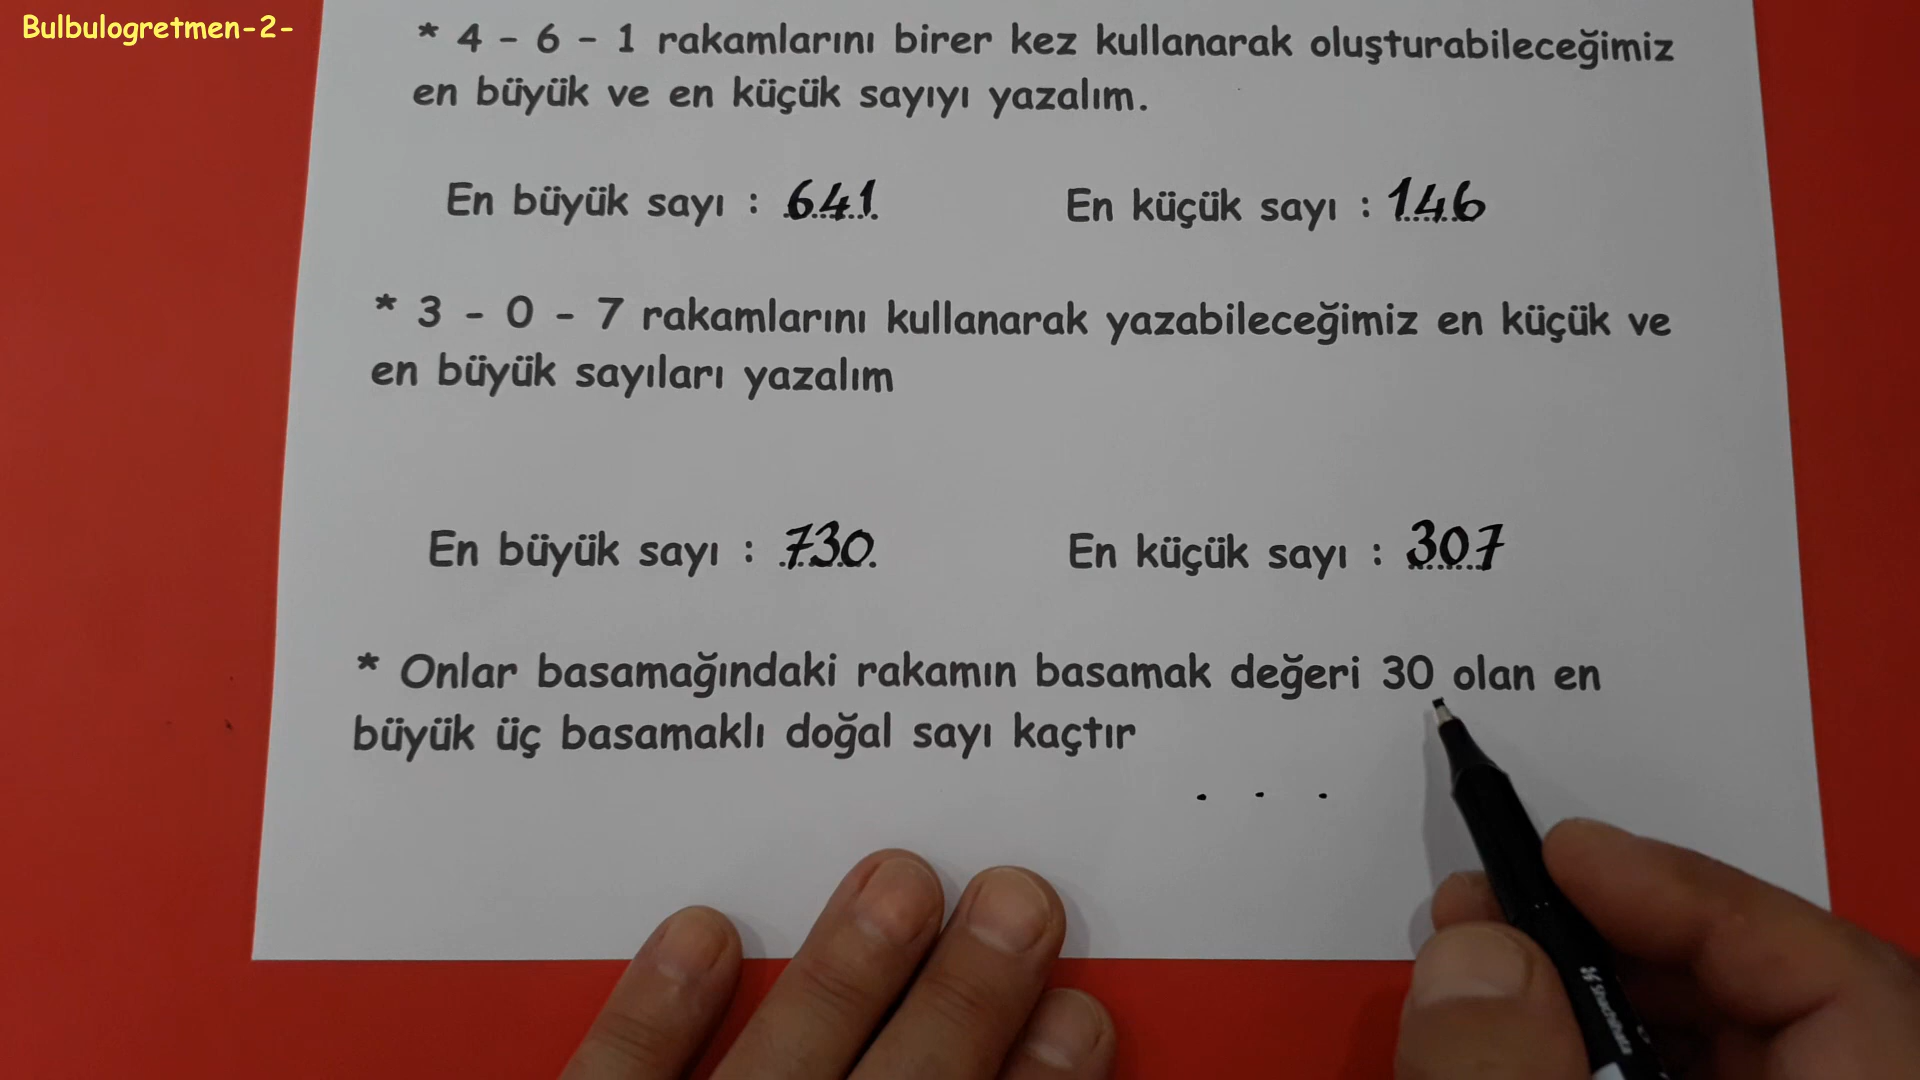 Bulbulogretmen-2-
* 4 - 6 - 1 rakamlarını birer kez kullanarak oluşturabileceğimiz
en büyük ve en küçük sayıyı yazalım.
En büyük sayı : 641 En küçük sayı : 146
* 3 - 0 - 7 rakamlarını kullanarak yazabileceğimiz en küçük ve
en büyük sayıları yazalım
En büyük sayı : 730 En küçük sayı : 307
* Onlar basamağındaki rakamın basamak değeri 30 olan en
büyük üç basamaklı doğal sayı kaçtır
. . .
Shachihata